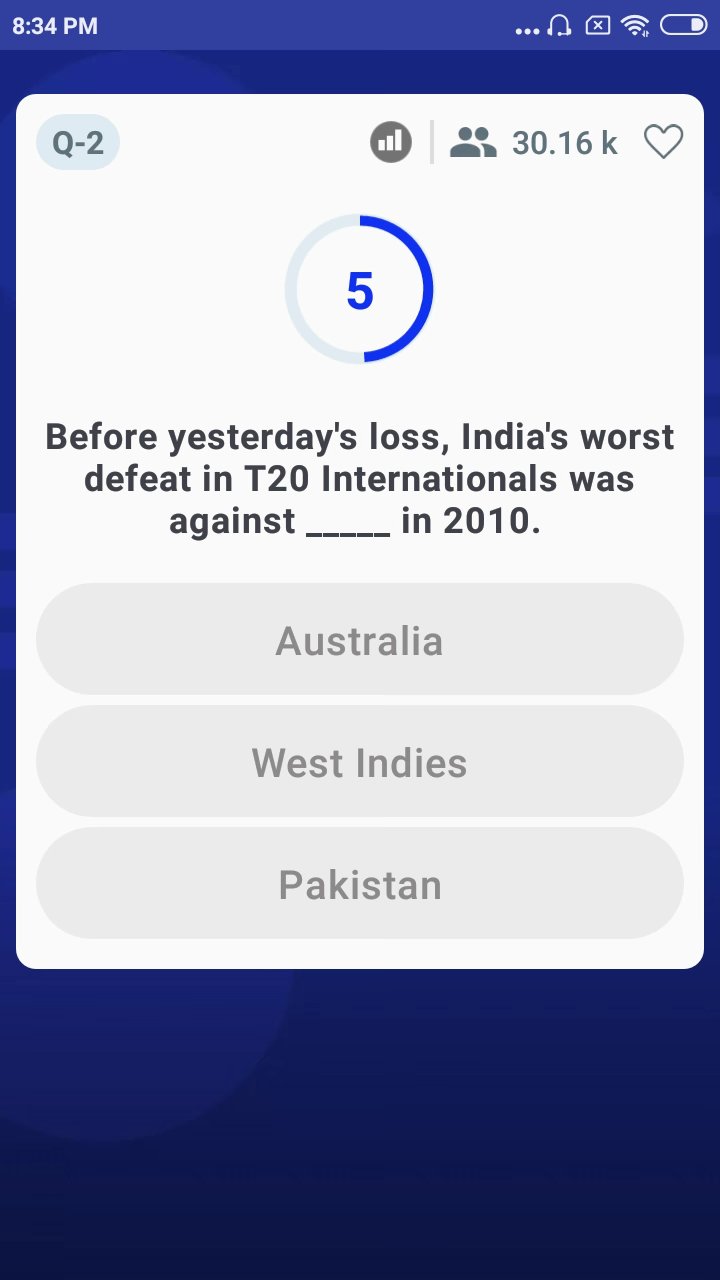 8:34 PM
Q-2
30.16 k
5
Before yesterday's loss, India's worst
defeat in T20 Internationals was
against _____ in 2010.
Australia
West Indies
Pakistan